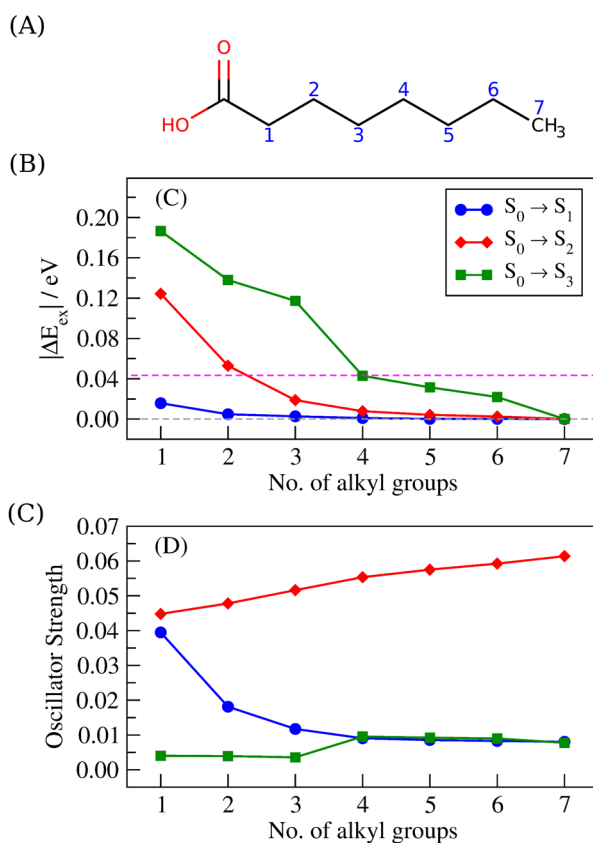 (A)
O
HO
1
2
3
4
5
6
7
CH3
(B)
(C)
S0 → S1
S0 → S2
S0 → S3
|ΔEex| / eV
0.20
0.16
0.12
0.08
0.04
0.00
1 2 3 4 5 6 7
No. of alkyl groups
(C)
(D)
Oscillator Strength
0.07
0.06
0.05
0.04
0.03
0.02
0.01
0.00
1 2 3 4 5 6 7
No. of alkyl groups